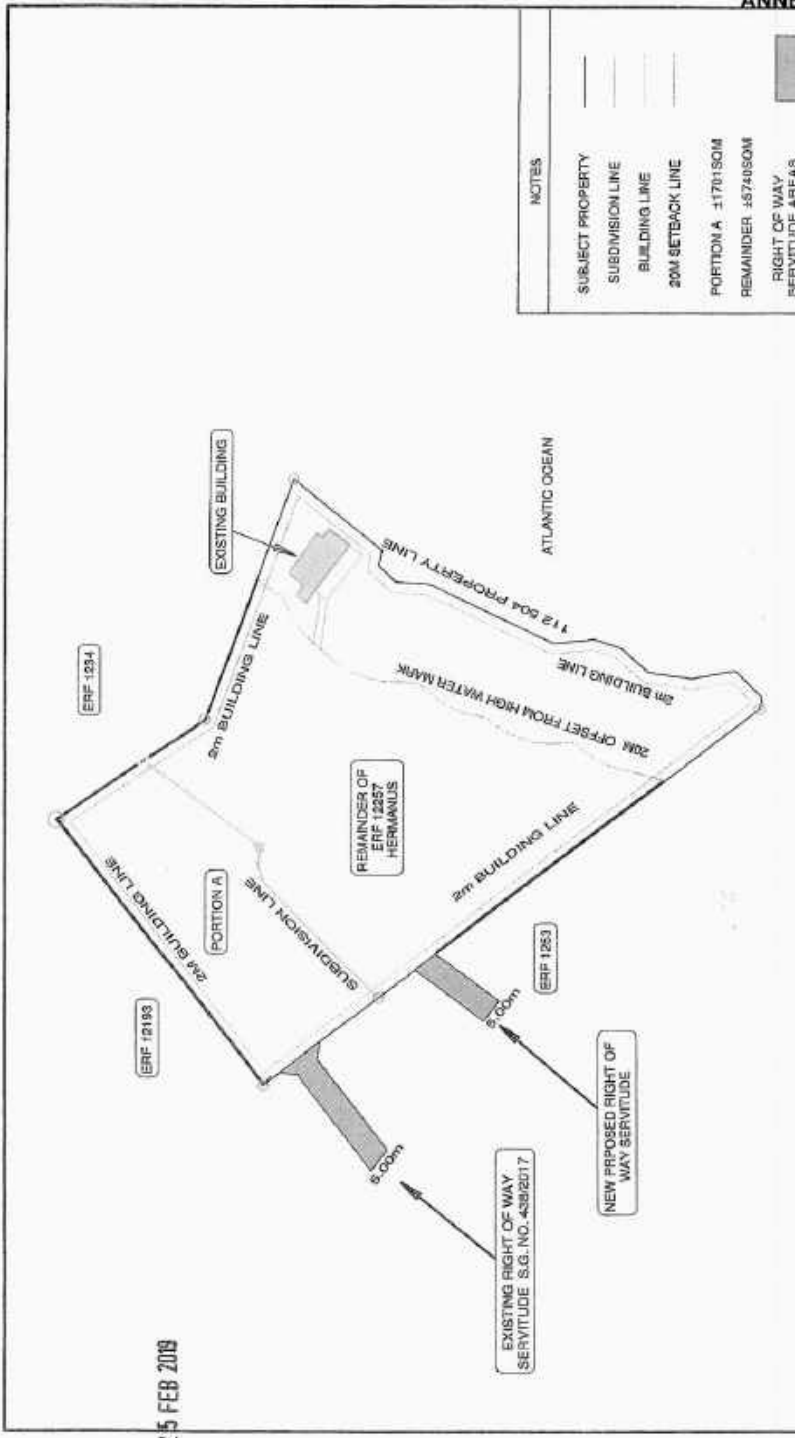 ANNE
NOTES
SUBJECT PROPERTY
SUBDIVISION LINE
BUILDING LINE
20M SETBACK LINE
PORTION A ±1701SQM
REMAINDER ±5740SQM
RIGHT OF WAY
SERVITUDE AREAS
ERF 1234
EXISTING BUILDING
2m BUILDING LINE
ATLANTIC OCEAN
112 504 PROPERTY LINE
2m BUILDING LINE
20M OFFSET FROM HIGH WATER MARK
REMAINDER OF
ERF 12257
HERMANUS
2m BUILDING LINE
ERF 12193
2M BUILDING LINE
PORTION A
SUBDIVISION LINE
ERF 1253
5.00m
5.00m
NEW PRPOSED RIGHT OF
WAY SERVITUDE
EXISTING RIGHT OF WAY
SERVITUDE S.G. NO. 438/2017
5 FEB 2019